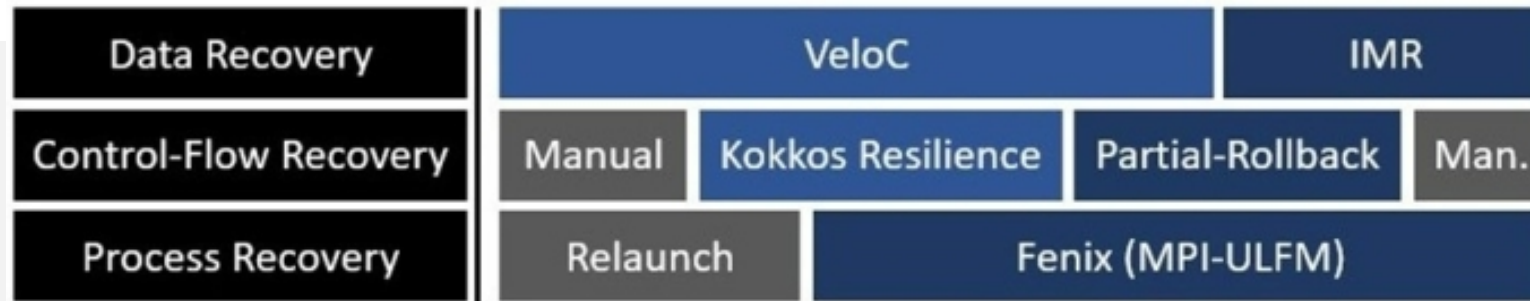 Data Recovery VeloC IMR
Control-Flow Recovery Manual Kokkos Resilience Partial-Rollback Man.
Process Recovery Relaunch Fenix (MPI-ULFM)